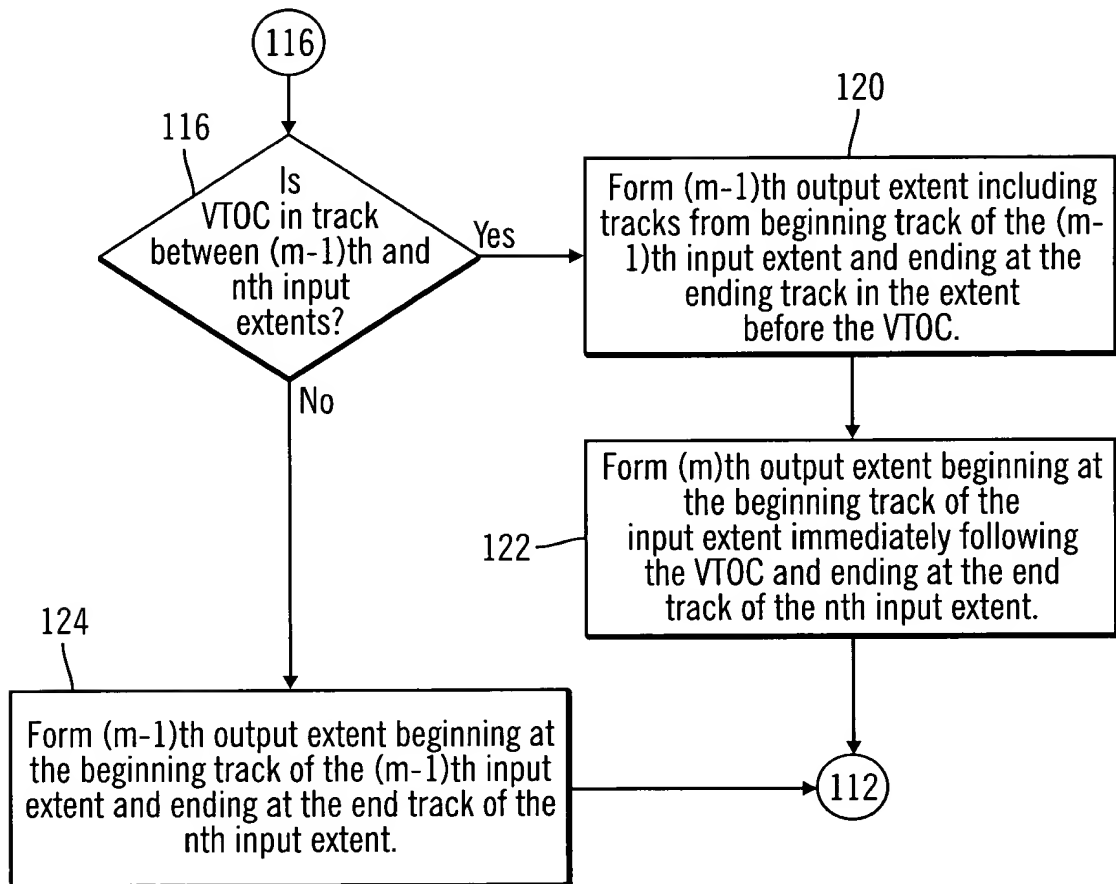 116
116
Is
VTOC in track
between (m-1)th and
nth input
extents?
Yes
No
120
Form (m-1)th output extent including
tracks from beginning track of the (m-
1)th input extent and ending at the
ending track in the extent
before the VTOC.
122
Form (m)th output extent beginning at
the beginning track of the
input extent immediately following
the VTOC and ending at the end
track of the nth input extent.
124
Form (m-1)th output extent beginning at
the beginning track of the (m-1)th input
extent and ending at the end track of the
nth input extent.
112